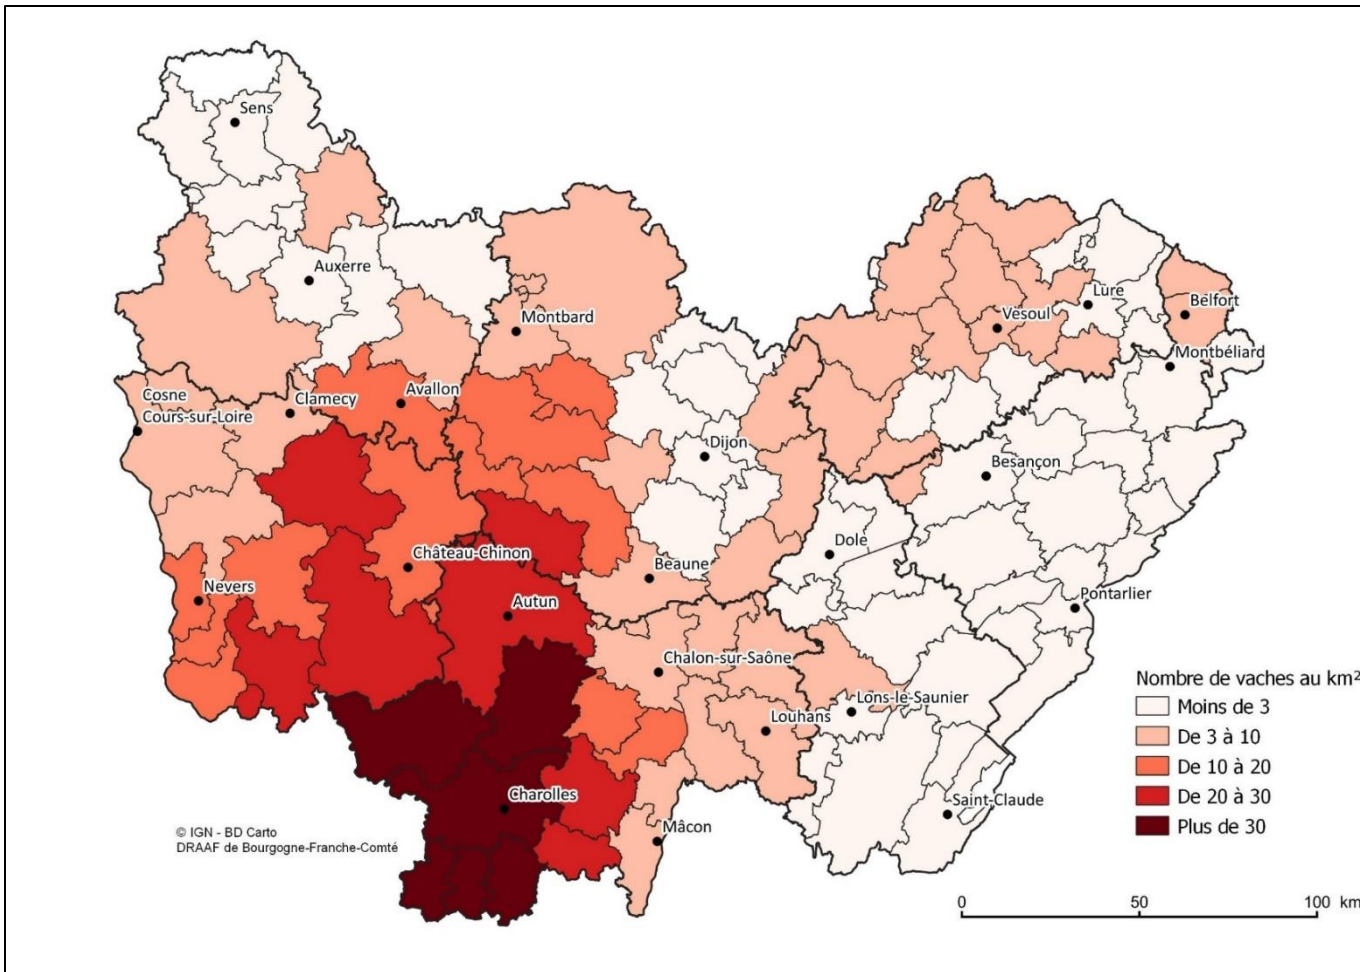 Sens
Auxerre
Montbard
Vesoul
Lure
Belfort
Montbéliard
Cosne
Cours-sur-Loire
Clamecy
Avallon
Dijon
Besançon
Dole
Château-Chinon
Beaune
Nevers
Autun
Pontarlier
Chalon-sur-Saône
Lons-le-Saunier
Louhans
Charolles
Saint-Claude
Mâcon
Nombre de vaches au km²
Moins de 3
De 3 à 10
De 10 à 20
De 20 à 30
Plus de 30
© IGN - BD Carto
DRAAF de Bourgogne-Franche-Comté
0 50 100 km